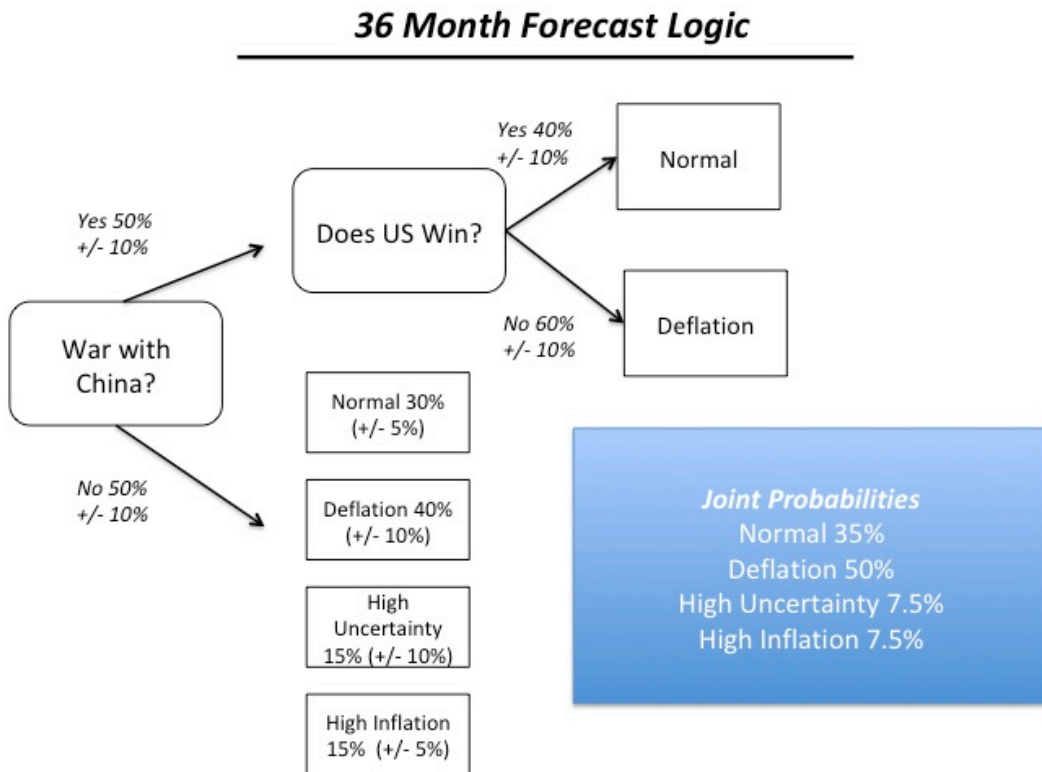 36 Month Forecast Logic
Yes 40%
+/- 10%
Normal
Yes 50%
+/- 10%
Does US Win?
No 60%
+/- 10%
Deflation
War with
China?
No 50%
+/- 10%
Normal 30%
(+/- 5%)
Deflation 40%
(+/- 10%)
High
Uncertainty
15% (+/- 10%)
High Inflation
15%  (+/- 5%)
Joint Probabilities
Normal 35%
Deflation 50%
High Uncertainty 7.5%
High Inflation 7.5%